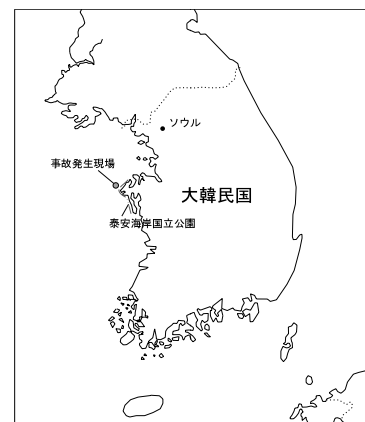 ソウル
事故発生現場
大韓民国
泰安海岸国立公園